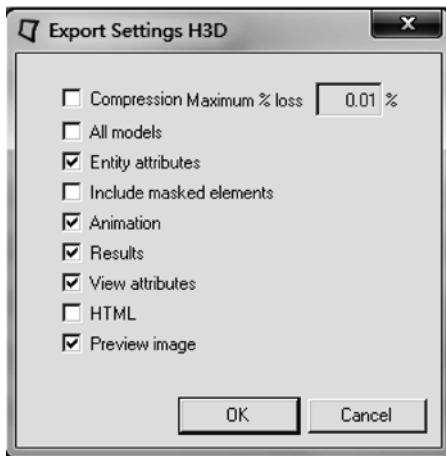 Export Settings H3D
Compression Maximum % loss 0.01 %
All models
Entity attributes
Include masked elements
Animation
Results
View attributes
HTML
Preview image
OK Cancel